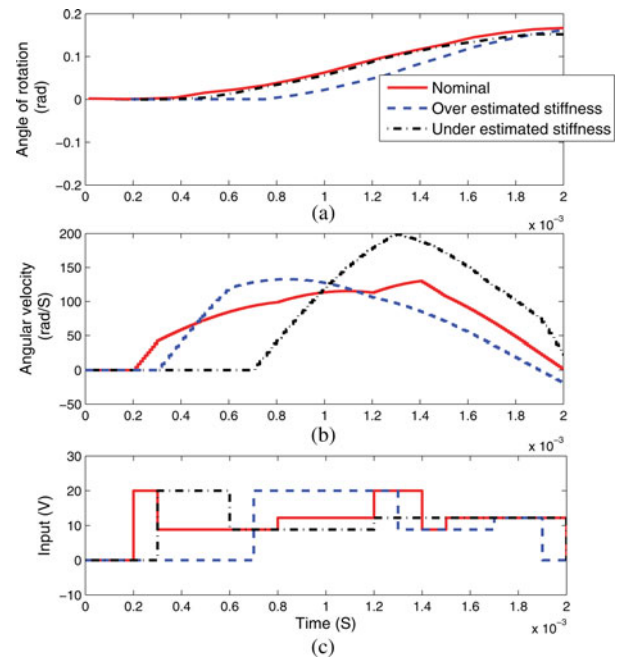 (a)
0.2
0.1
0
-0.1
-0.2
Angle of rotation
(rad)
Nominal
Over estimated stiffness
Under estimated stiffness
0 0.2 0.4 0.6 0.8 1 1.2 1.4 1.6 1.8 2
(a)
x 10⁻³
200
150
100
50
0
-50
Angular velocity
(rad/S)
0 0.2 0.4 0.6 0.8 1 1.2 1.4 1.6 1.8 2
(b)
x 10⁻³
30
20
10
0
-10
Input (V)
0 0.2 0.4 0.6 0.8 1 1.2 1.4 1.6 1.8 2
Time (S)
x 10⁻³
(c)